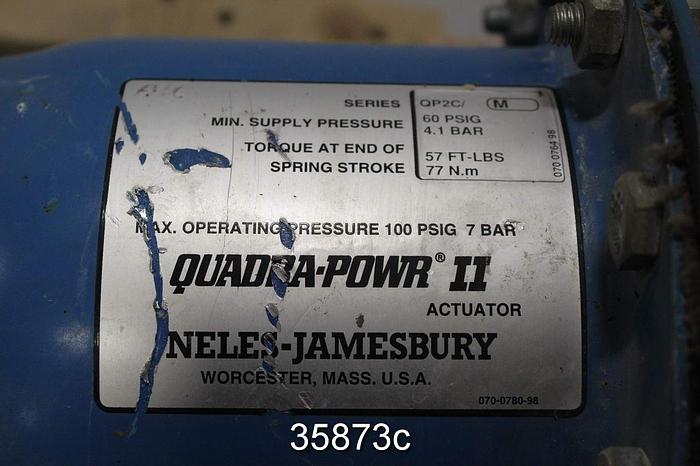 SERIES QP2C/ M
MIN. SUPPLY PRESSURE 60 PSIG
4.1 BAR
TORQUE AT END OF
SPRING STROKE
57 FT-LBS
77 N.m
070 0764 98
MAX. OPERATING PRESSURE 100 PSIG 7 BAR
QUADRA-POWR® II
ACTUATOR
NELES-JAMESBURY
WORCESTER, MASS. U.S.A.
070-0780-98
35873c